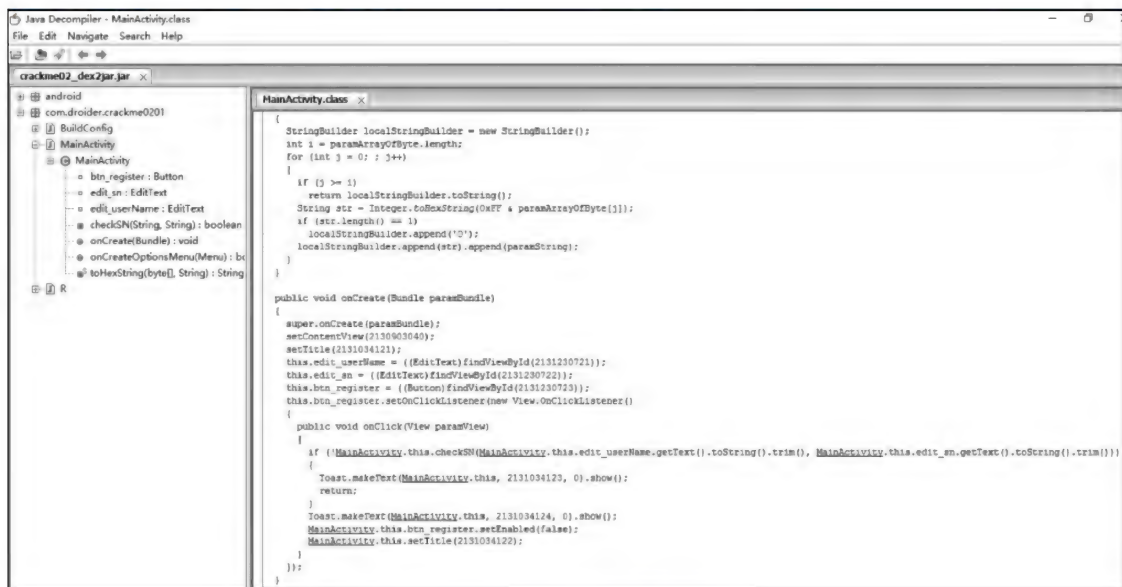 Java Decompiler - MainActivity.class
File Edit Navigate Search Help
crackme02_dex2jar.jar
android
com.droider.crackme0201
BuildConfig
MainActivity
MainActivity
btn_register : Button
edit_sn : EditText
edit_userName : EditText
checkSN(String, String) : boolean
onCreate(Bundle) : void
onCreateOptionsMenu(Menu) : bo
toHexString(byte[], String) : String
R
MainActivity.class
{
StringBuilder localStringBuilder = new StringBuilder();
int i = paramArrayOfByte.length;
for (int j = 0; ; j++)
{
if (j >= i)
return localStringBuilder.toString();
String str = Integer.toHexString(0xFF & paramArrayOfByte[j]);
if (str.length() == 1)
localStringBuilder.append('0');
localStringBuilder.append(str).append(paramString);
}
}
public void onCreate(Bundle paramBundle)
{
super.onCreate(paramBundle);
setContentView(2130903040);
setTitle(2131034121);
this.edit_userName = ((EditText)findViewById(2131230721));
this.edit_sn = ((EditText)findViewById(2131230722));
this.btn_register = ((Button)findViewById(2131230723));
this.btn_register.setOnClickListener(new View.OnClickListener()
{
public void onClick(View paramView)
{
if (!MainActivity.this.checkSN(MainActivity.this.edit_userName.getText().toString().trim(), MainActivity.this.edit_sn.getText().toString().trim()))
{
Toast.makeText(MainActivity.this, 2131034123, 0).show();
return;
}
Toast.makeText(MainActivity.this, 2131034124, 0).show();
MainActivity.this.btn_register.setEnabled(false);
MainActivity.this.setTitle(2131034122);
}
});
}